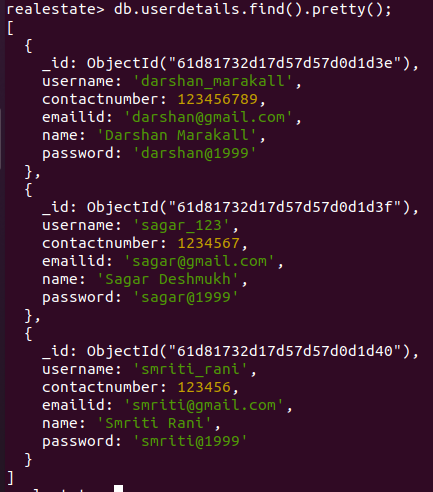 realestate> db.userdetails.find().pretty();
[
  {
    _id: ObjectId("61d81732d17d57d57d0d1d3e"),
    username: 'darshan_marakall',
    contactnumber: 123456789,
    emailid: 'darshan@gmail.com',
    name: 'Darshan Marakall',
    password: 'darshan@1999'
  },
  {
    _id: ObjectId("61d81732d17d57d57d0d1d3f"),
    username: 'sagar_123',
    contactnumber: 1234567,
    emailid: 'sagar@gmail.com',
    name: 'Sagar Deshmukh',
    password: 'sagar@1999'
  },
  {
    _id: ObjectId("61d81732d17d57d57d0d1d40"),
    username: 'smriti_rani',
    contactnumber: 123456,
    emailid: 'smriti@gmail.com',
    name: 'Smriti Rani',
    password: 'smriti@1999'
  }
]